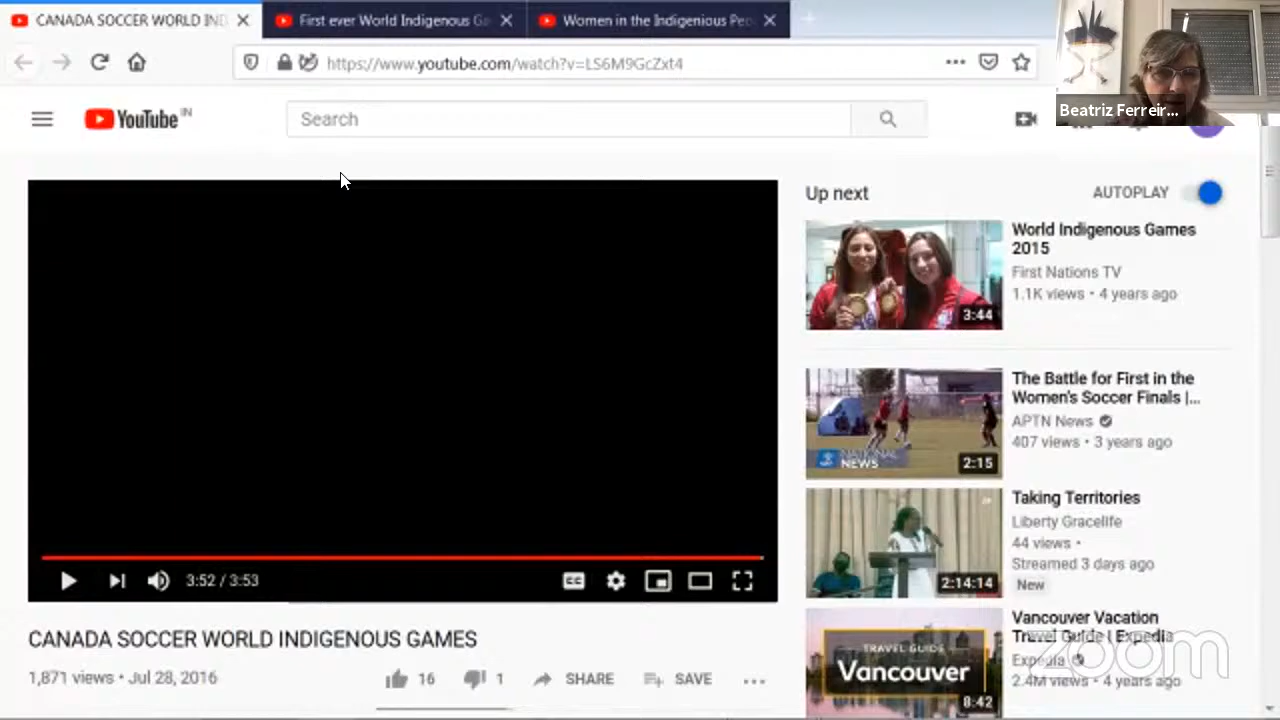 CANADA SOCCER WORLD IND
First ever World Indigenous Ga
Women in the Indigenious Peo
https://www.youtube.com/watch?v=LS6M9GcZxt4
Beatriz Ferreir...
YouTube IN
Search
Up next
AUTOPLAY
World Indigenous Games
2015
First Nations TV
1.1K views • 4 years ago
3:44
The Battle for First in the
Women's Soccer Finals |...
APTN News
407 views • 3 years ago
NATIONAL
NEWS
2:15
Taking Territories
Liberty Gracelife
44 views •
Streamed 3 days ago
New
2:14:14
Vancouver Vacation
Travel Guide | Expedia
Expedia
2.4M views • 4 years ago
TRAVEL GUIDE
Vancouver
8:42
zoom
3:52 / 3:53
CC
CANADA SOCCER WORLD INDIGENOUS GAMES
1,871 views • Jul 28, 2016
16
1
SHARE
SAVE